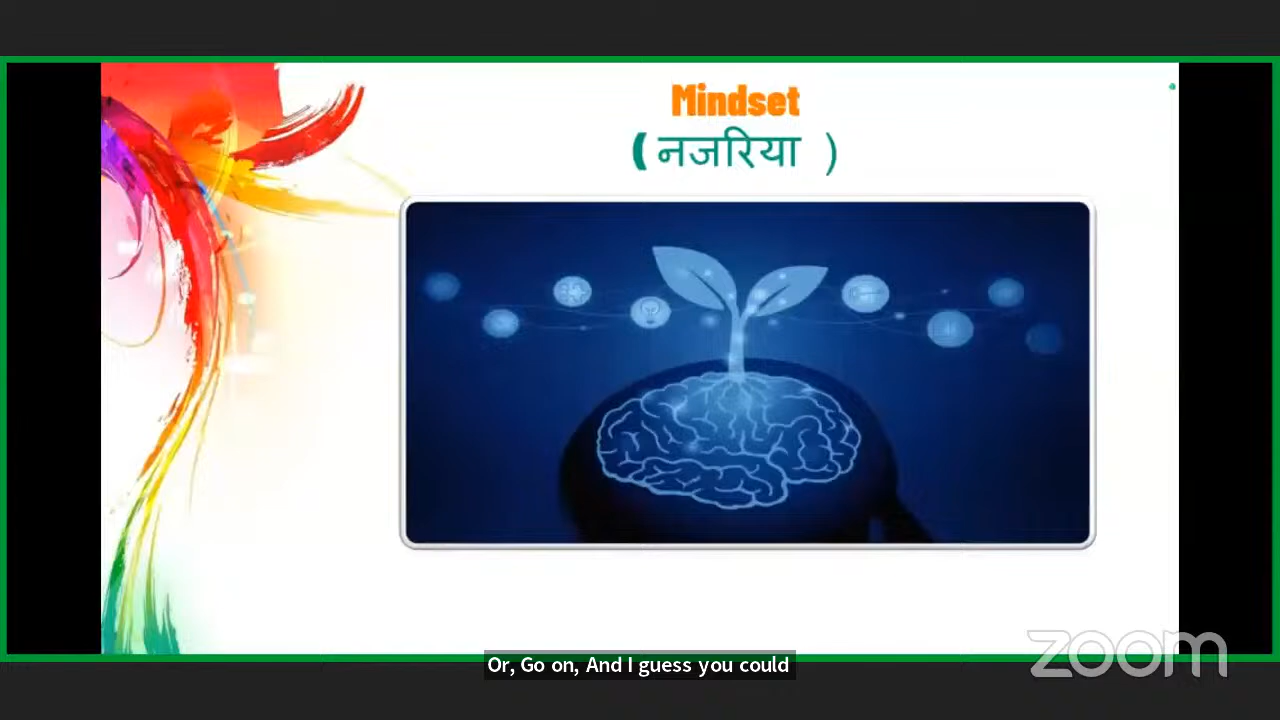 Mindset
( नजरिया )
Or, Go on, And I guess you could
zoom